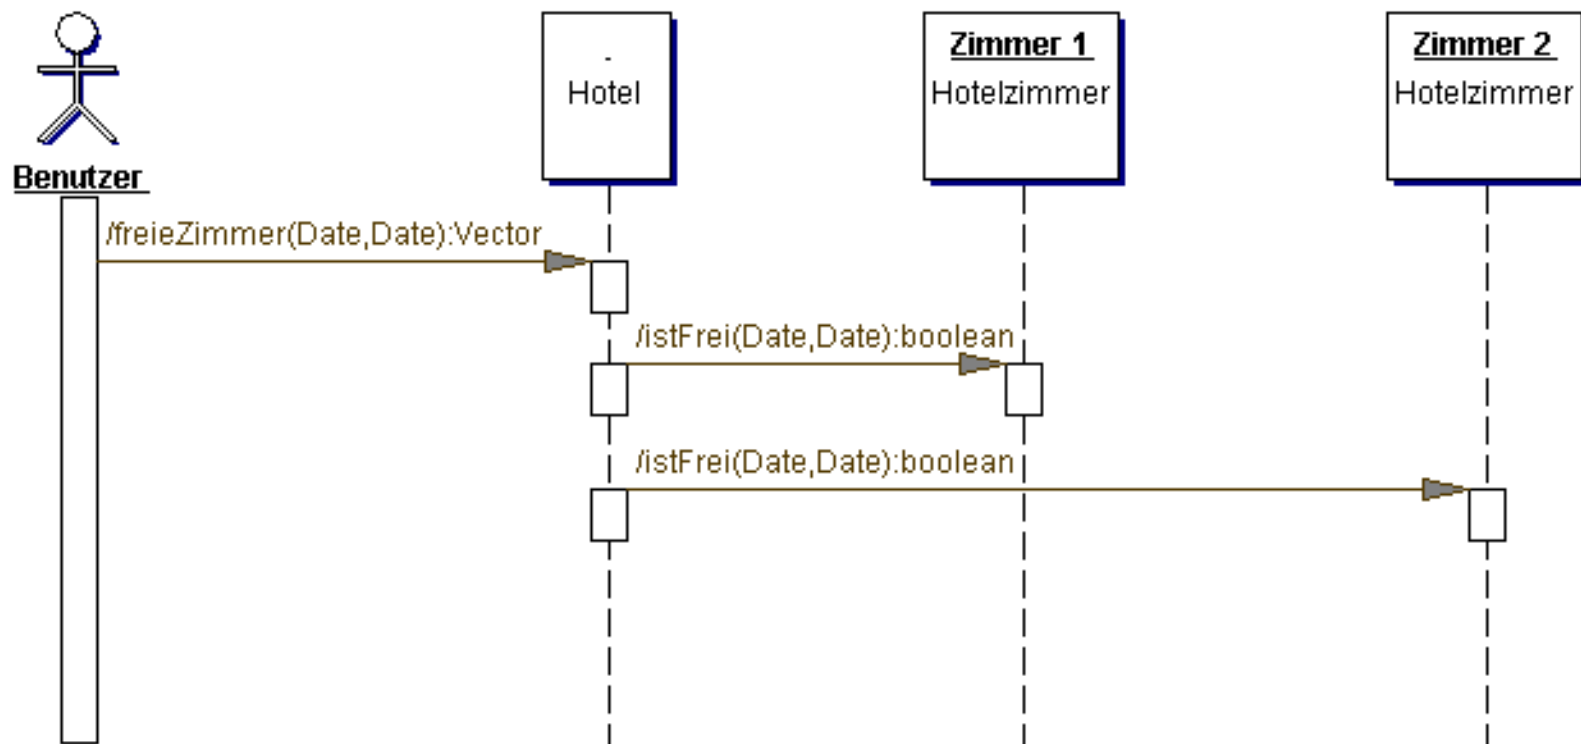 Benutzer
.
Hotel
Zimmer 1
Hotelzimmer
Zimmer 2
Hotelzimmer
/freieZimmer(Date,Date):Vector
/istFrei(Date,Date):boolean
/istFrei(Date,Date):boolean